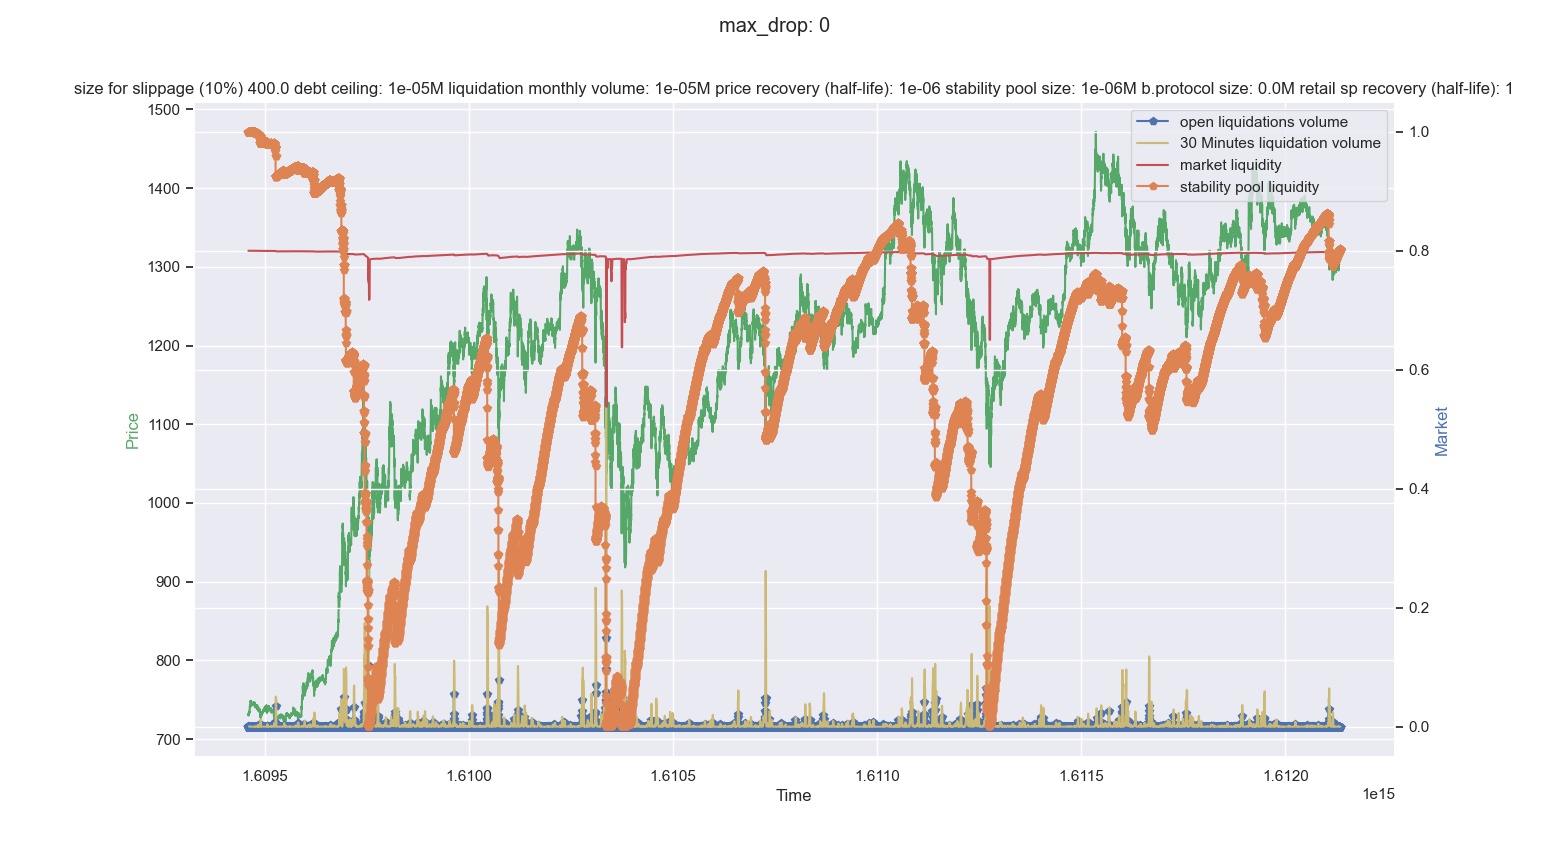 max_drop: 0
size for slippage (10%) 400.0 debt ceiling: 1e-05M liquidation monthly volume: 1e-05M price recovery (half-life): 1e-06 stability pool size: 1e-06M b.protocol size: 0.0M retail sp recovery (half-life): 1
open liquidations volume
30 Minutes liquidation volume
market liquidity
stability pool liquidity
1500
1400
1300
1200
1100
1000
900
800
700
Price
1.0
0.8
0.6
0.4
0.2
0.0
Market
1.6095 1.6100 1.6105 1.6110 1.6115 1.6120
Time
1e15